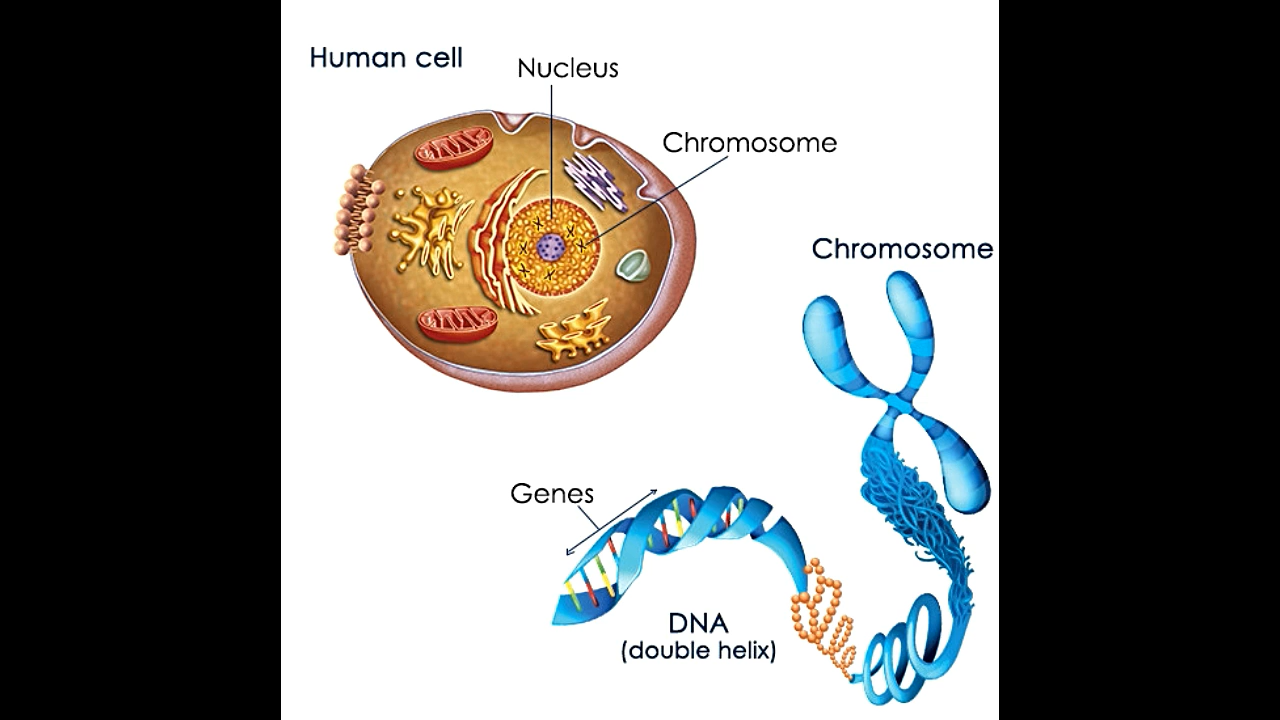 Human cell
Nucleus
Chromosome
Chromosome
Genes
DNA
(double helix)